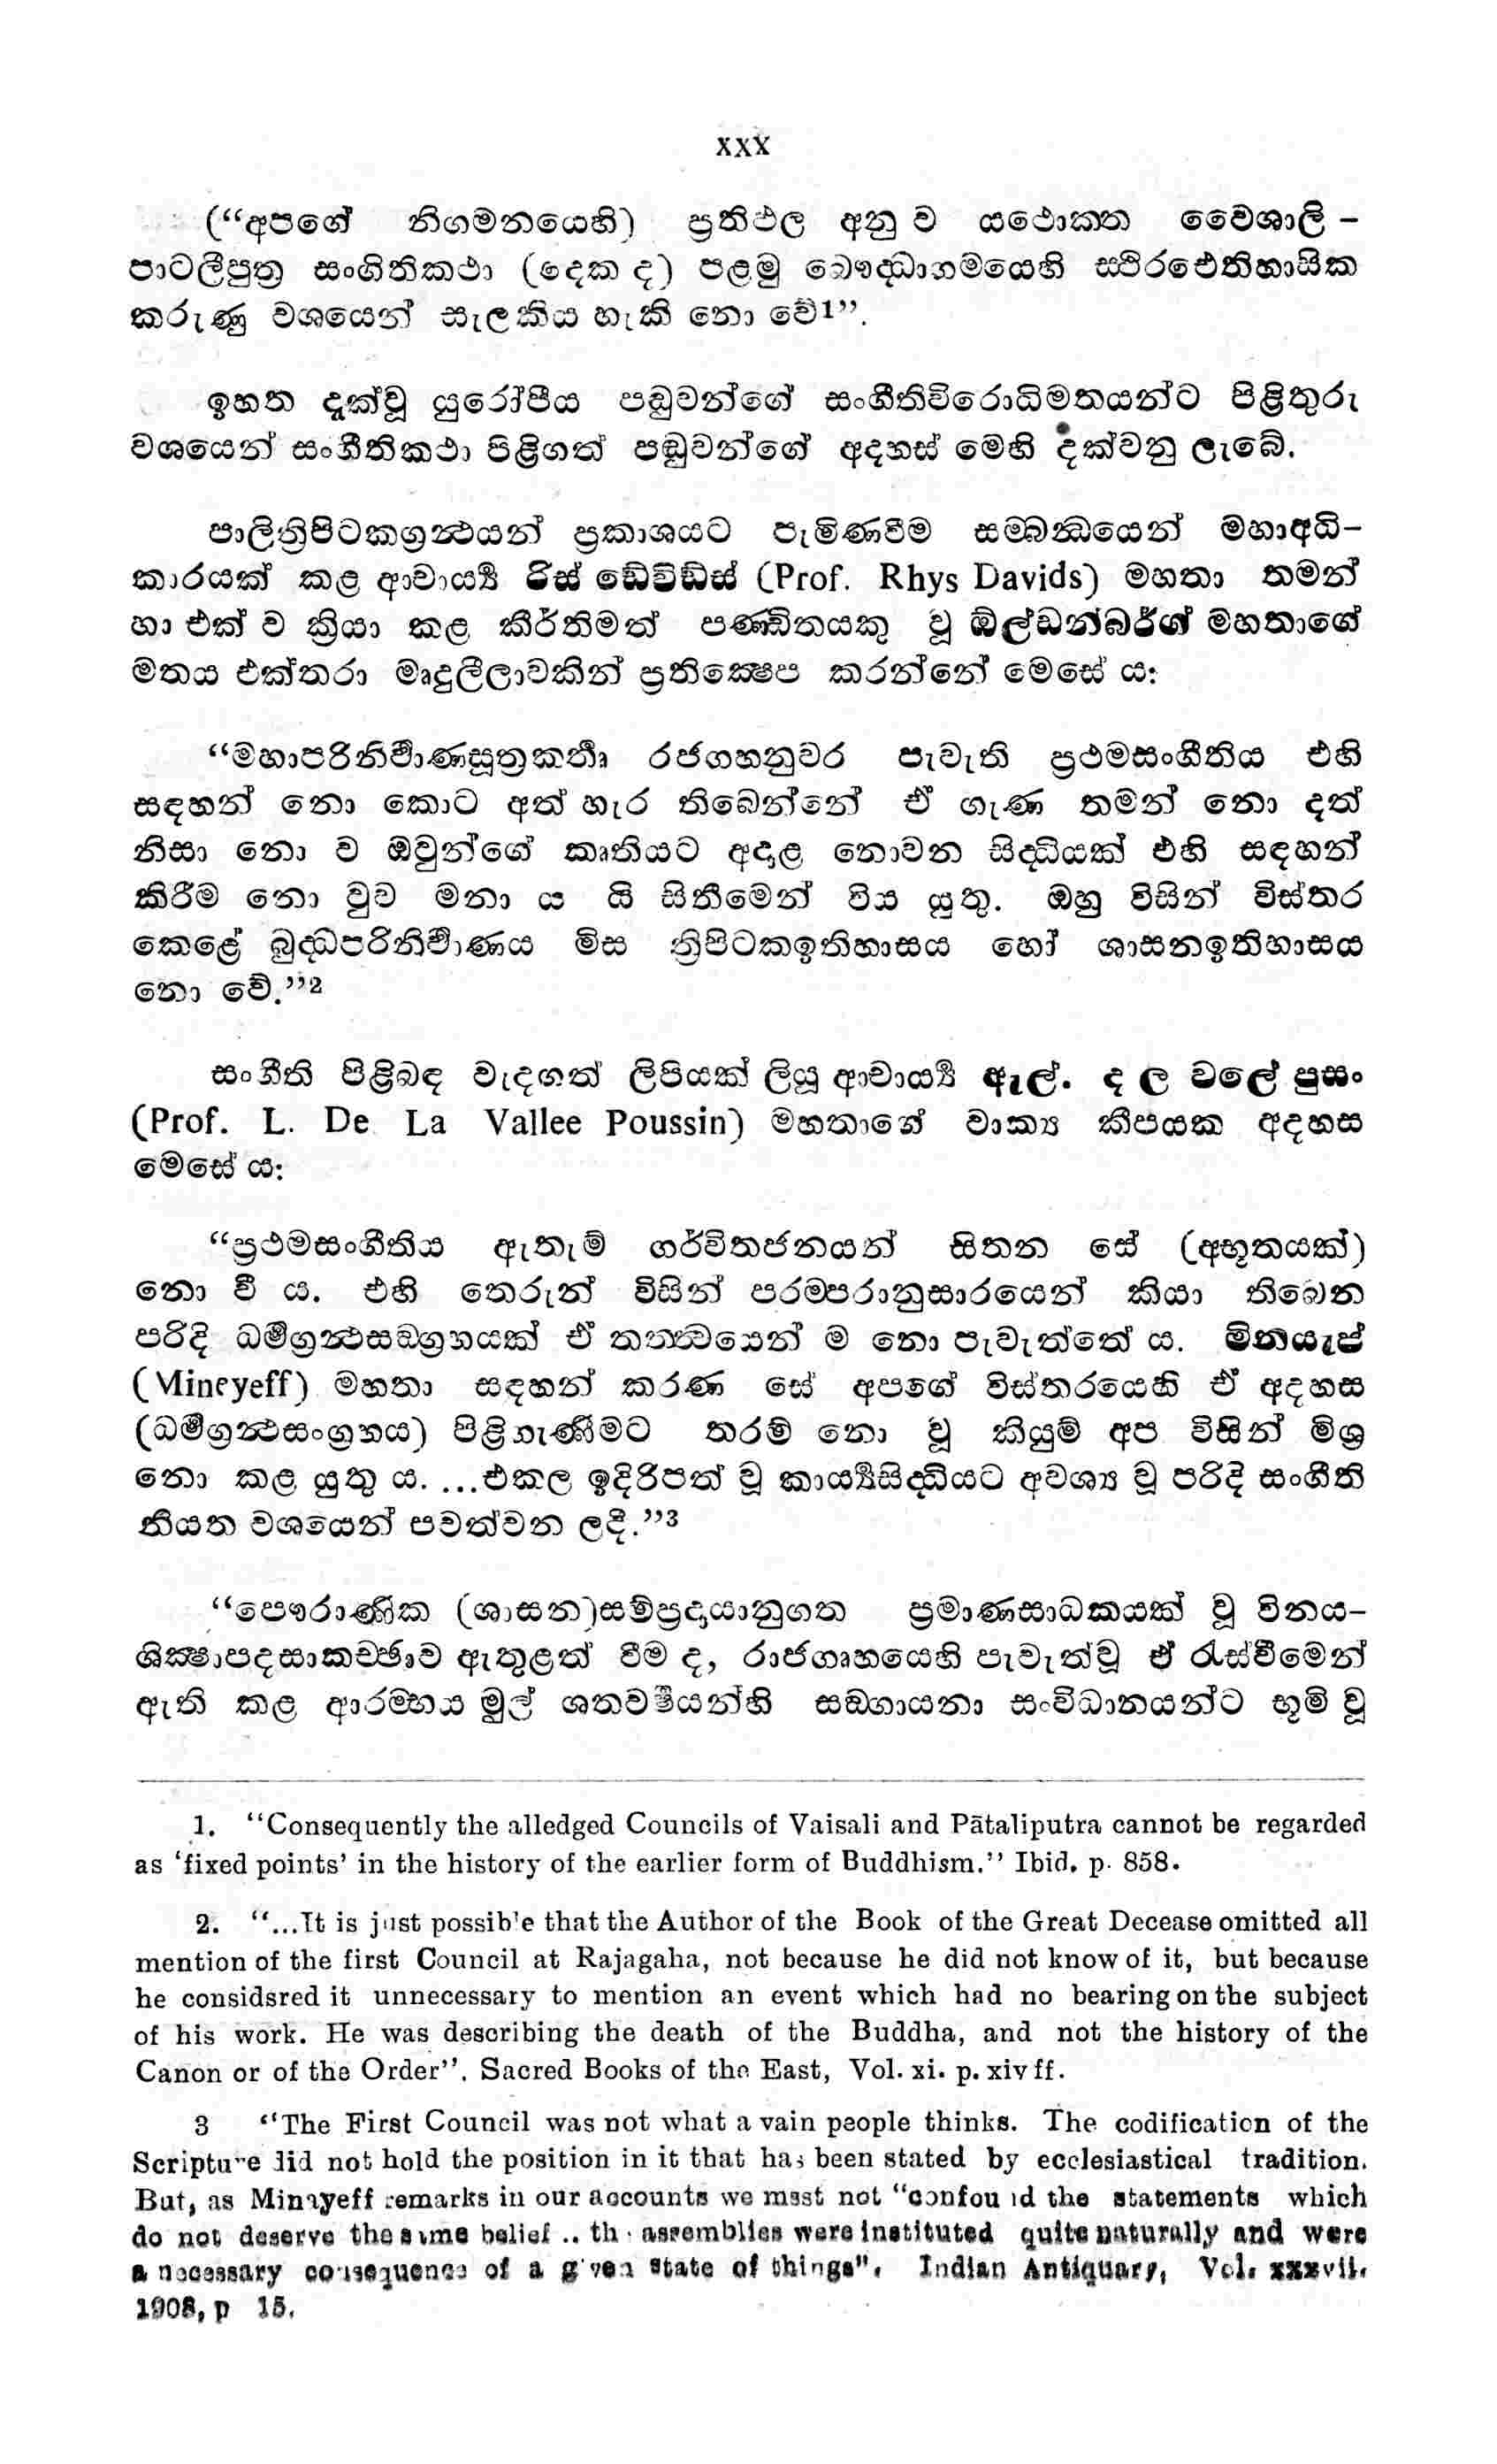 xxx
(“අපගේ නිගමනයෙහි) ප්‍රතිඵල අනු ව යථොක්ත වෛශාලි –
පාටලීපුත්‍ර සංගිතිකථා (දෙක ද) පළමු බෞද්ධාගමයෙහි ස්ථිරඓතිහාසික
කරුණු වශයෙන් සැලකිය හැකි නො වේ1”.
ඉහත දැක්වූ යුරෝපීය පඬුවන්ගේ සංගීතිවිරොධිමතයන්ට පිළිතුරු
වශයෙන් සංගීතිකථා පිළිගත් පඬුවන්ගේ අදහස් මෙහි දක්වනු ලැබේ.
පාලිත්‍රිපිටකග්‍රන්ථයන් ප්‍රකාශයට පැමිණවීම සම්බන්ධයෙන් මහාඅධි–
කාරයක් කළ ආචාර්‍ය්‍ය රිස් ඩේවිඩ්ස් (Prof. Rhys Davids) මහතා තමන්
හා එක් ව ක්‍රියා කළ කීර්තිමත් පණ්ඩිතයකු වූ ඕල්ඩන්බර්ග් මහතාගේ
මතය එක්තරා මෘදුලීලාවකින් ප්‍රතික්ෂෙප කරන්නේ මෙසේ ය:
“මහාපරිනිර්‍වාණසූත්‍රකර්‍තෘ රජගහනුවර පැවැති ප්‍රථමසංගීතිය එහි
සඳහන් නො කොට අත් හැර තිබෙන්නේ ඒ ගැණ තමන් නො දත්
නිසා නො ව ඔවුන්ගේ කෘතියට අදාළ නොවන සිද්ධියක් එහි සඳහන්
කිරීම නො වුව මනා ය යි සිතීමෙන් විය යුතු. ඔහු විසින් විස්තර
කෙළේ බුද්ධපරිනිර්‍වාණය මිස ත්‍රිපිටකඉතිහාසය හෝ ශාසනඉතිහාසය
නො වේ.”2
සංගීති පිළිබඳ වැදගත් ලිපියක් ලියූ ආචාර්‍ය්‍ය ඇල්. ද ල වලේ පුසං
(Prof. L. De La Vallee Poussin) මහතාගේ වාක්‍ය කීපයක අදහස
මෙසේ ය:
“ප්‍රථමසංගීතිය ඇතැම් ගර්විතජනයන් සිතන සේ (අභූතයක්)
නො වී ය. එහි තෙරුන් විසින් පරම්පරානුසාරයෙන් කියා තිබෙන
පරිදි ධර්‍මග්‍රන්ථසඞ්ග්‍රහයක් ඒ තත්ත්වයෙන් ම නො පැවැත්තේ ය. මිනයැප්
(Mineyeff) මහතා සඳහන් කරණ සේ අපගේ විස්තරයෙහි ඒ අදහස
(ධර්‍මග්‍රන්ථසංග්‍රහය) පිළිගැණීමට තරම් නො වූ කියුම් අප විසින් මිශ්‍ර
නො කළ යුතු ය. ...එකල ඉදිරිපත් වූ කාර්‍ය්‍යසිද්ධියට අවශ්‍ය වූ පරිදි සංගීති
නියත වශයෙන් පවත්වන ලදී.”3
“පෞරාණික (ශාසන)සම්ප්‍රදායානුගත ප්‍රමාණසාධකයක් වූ විනය–
ශික්ෂාපදසාකච්ඡාව ඇතුළත් වීම ද, රාජගෘහයෙහි පැවැත්වූ ඒ රැස්වීමෙන්
ඇති කළ ආරම්භය මුල් ශතවර්‍ෂයන්හි සඞ්ගායනා සංවිධානයන්ට භූමි වූ
1. “Consequently the alledged Councils of Vaisali and Pātaliputra cannot be regarded
as ‘fixed points’ in the history of the earlier form of Buddhism.” Ibid. p. 858.
2. “...It is just possible that the Author of the Book of the Great Decease omitted all
mention of the first Council at Rajagaha, not because he did not know of it, but because
he considsred it unnecessary to mention an event which had no bearing on the subject
of his work. He was describing the death of the Buddha, and not the history of the
Canon or of the Order”. Sacred Books of the East, Vol. xi. p. xiv ff.
3 “The First Council was not what a vain people thinks. The codification of the
Scripture did not hold the position in it that has been stated by ecclesiastical tradition.
But, as Minayeff remarks in our accounts we msst not “confound the statements which
do not deserve the same belief .. the assemblies were instituted quite naturally and were
a necessary consequence of a given state of things”. Indian Antiquary, Vol. xxxvii.
1908, p 15.